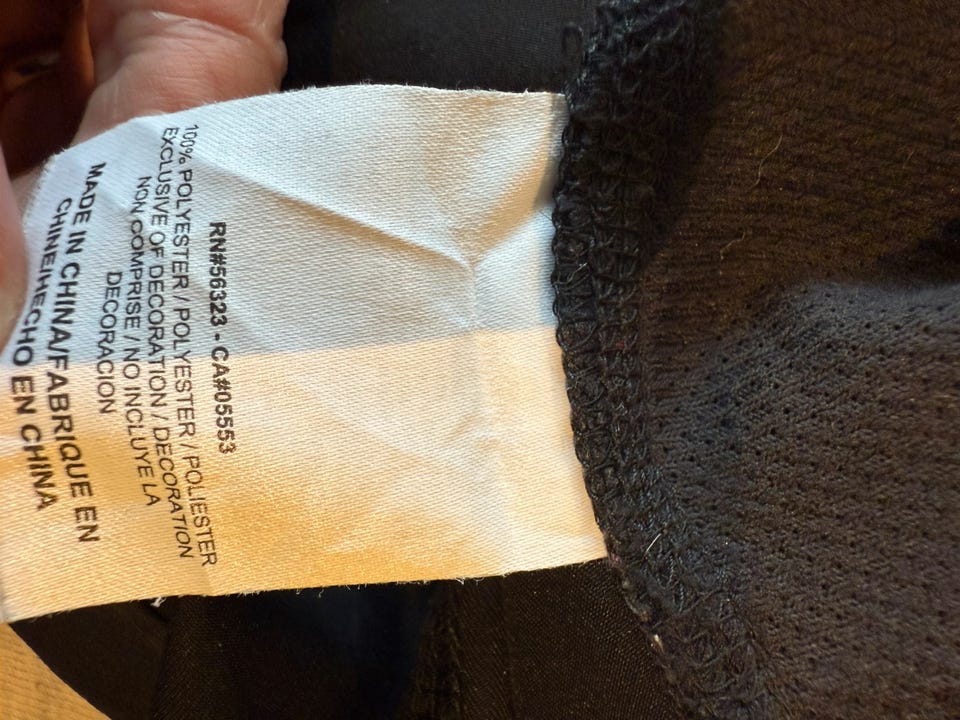 RN#56323 - CA#05553
100% POLYESTER / POLYESTER / POLIESTER
EXCLUSIVE OF DECORATION / DECORATION
NON COMPRISE / NO INCLUYE LA
DECORACION
MADE IN CHINA/FABRIQUE EN
CHINE/HECHO EN CHINA